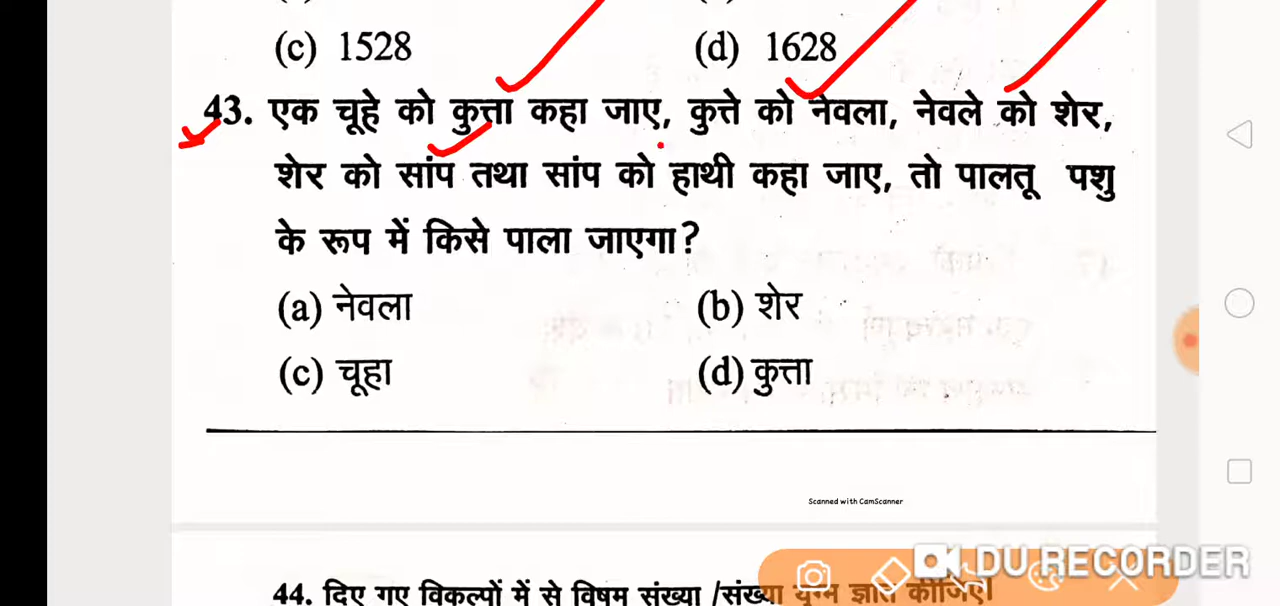 (c) 1528 (d) 1628
43. एक चूहे को कुत्ता कहा जाए, कुत्ते को नेवला, नेवले को शेर,
शेर को सांप तथा सांप को हाथी कहा जाए, तो पालतू पशु
के रूप में किसे पाला जाएगा?
(a) नेवला (b) शेर
(c) चूहा (d) कुत्ता
Scanned with CamScanner
DU RECORDER
44. दिए गए विकल्पों में से विषम संख्या /संख्या युग्म ज्ञात कीजिए।